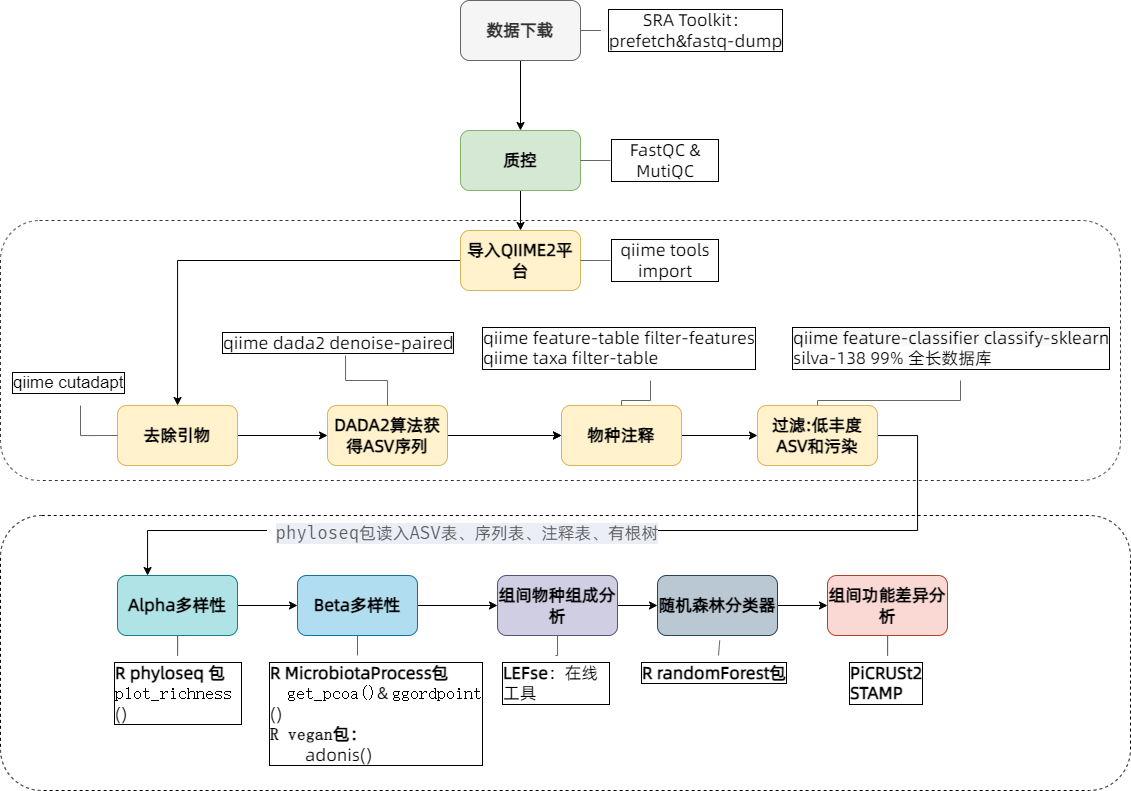 数据下载
SRA Toolkit：
prefetch&fastq-dump
质控
FastQC &
MutiQC
导入QIIME2平
台
qiime tools
import
qiime dada2 denoise-paired
qiime feature-table filter-features
qiime taxa filter-table
qiime feature-classifier classify-sklearn
silva-138 99% 全长数据库
qiime cutadapt
去除引物
DADA2算法获
得ASV序列
物种注释
过滤:低丰度
ASV和污染
phyloseq包读入ASV表、序列表、注释表、有根树
Alpha多样性
Beta多样性
组间物种组成分
析
随机森林分类器
组间功能差异分
析
R phyloseq 包
plot_richness
()
R MicrobiotaProcess包
get_pcoa()&ggordpoint
()
R vegan包：
adonis()
LEFse：在线
工具
R randomForest包
PiCRUSt2
STAMP